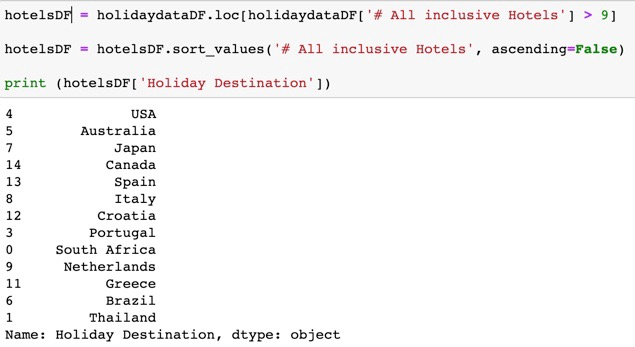 hotelsDF = holidaydataDF.loc[holidaydataDF['# All inclusive Hotels'] > 9]
hotelsDF = hotelsDF.sort_values('# All inclusive Hotels', ascending=False)
print (hotelsDF['Holiday Destination'])
4 USA
5 Australia
7 Japan
14 Canada
13 Spain
8 Italy
12 Croatia
3 Portugal
0 South Africa
9 Netherlands
11 Greece
6 Brazil
1 Thailand
Name: Holiday Destination, dtype: object